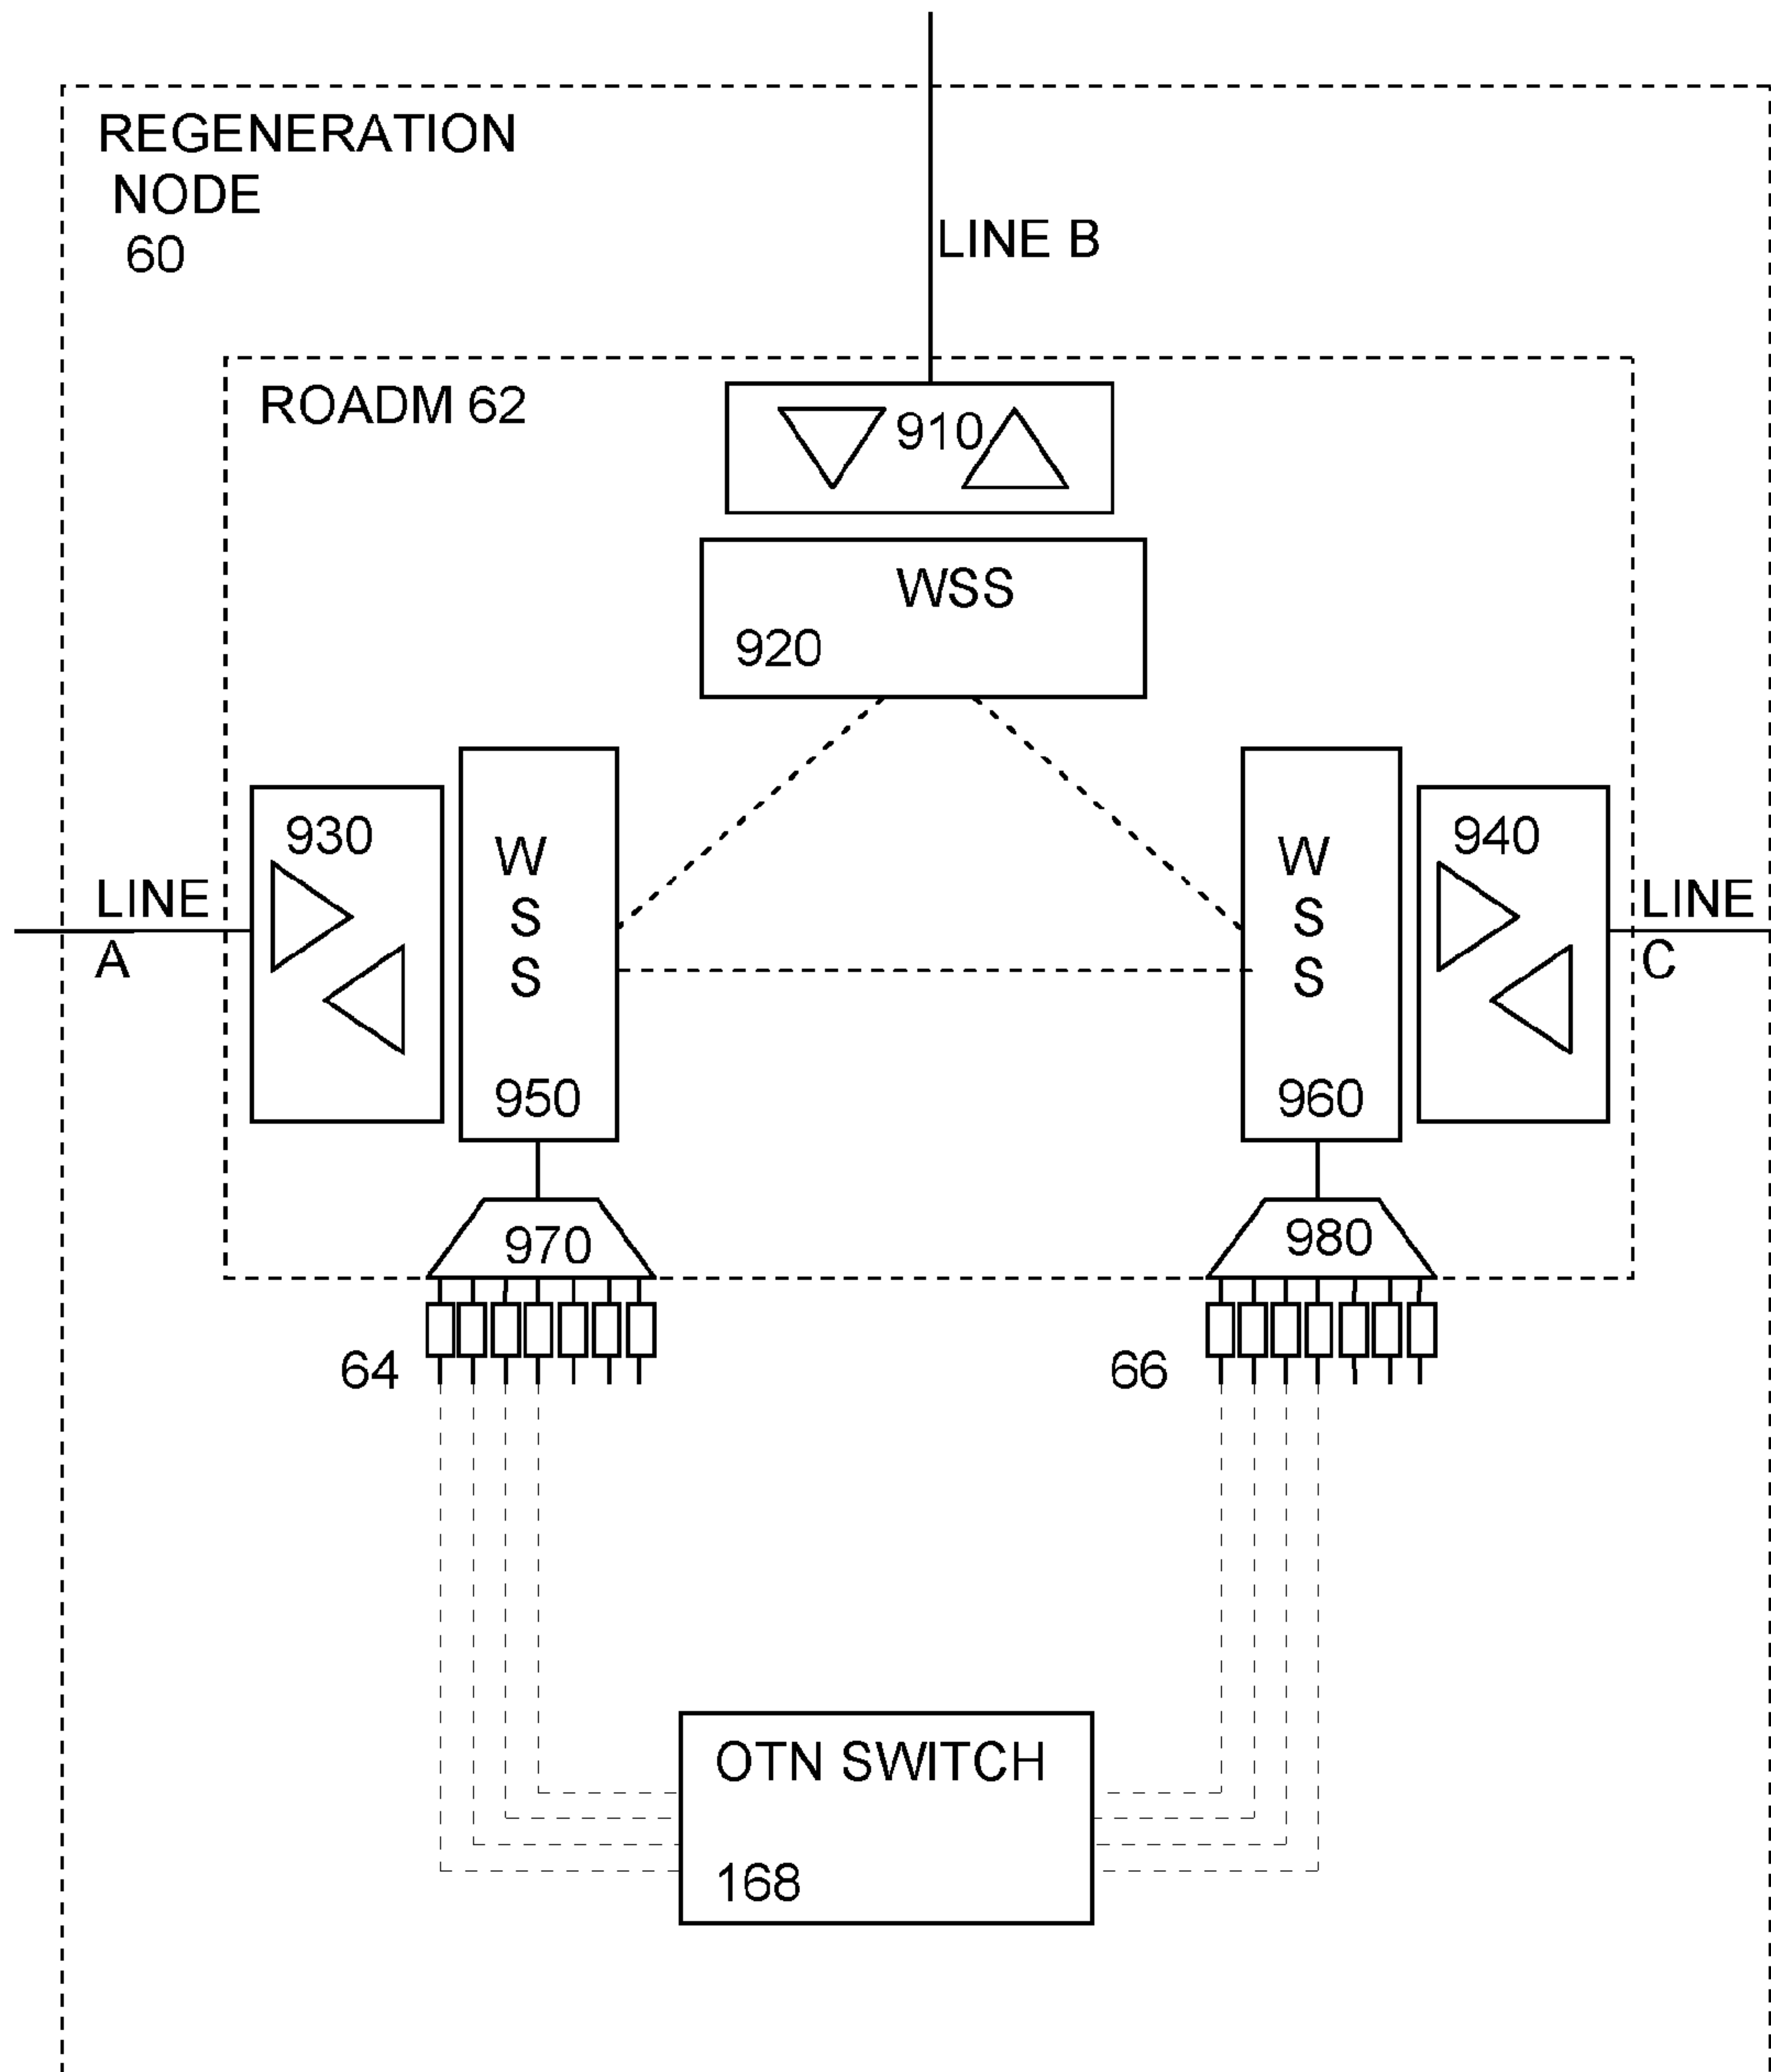 REGENERATION
NODE
60
LINE B
ROADM 62
910
WSS
920
930
W
S
S
950
W
S
S
960
940
LINE
A
LINE
C
970
980
64
66
OTN SWITCH
168